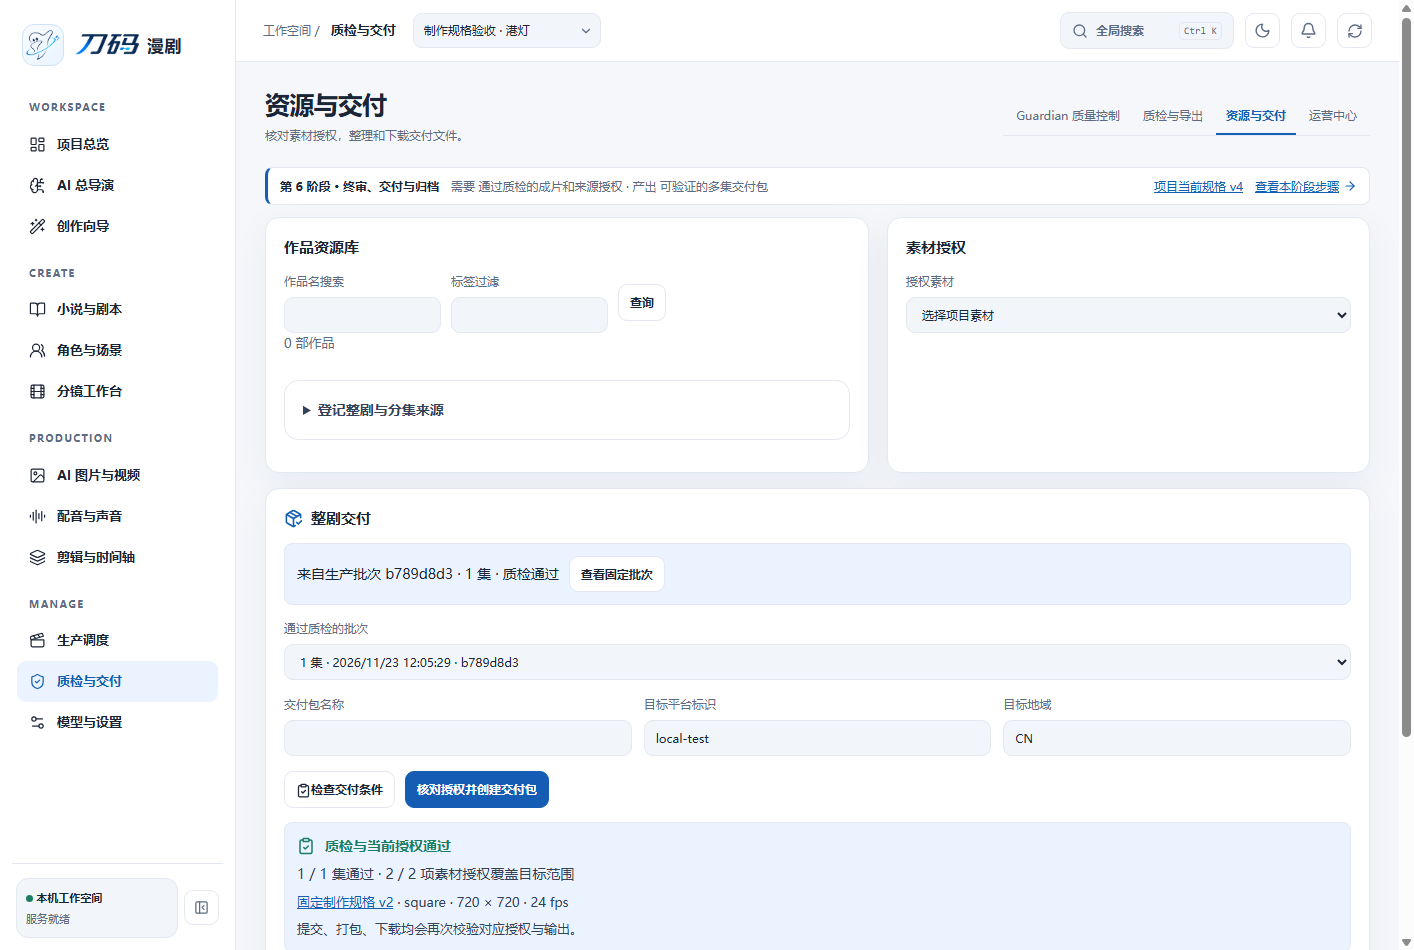 刀码 漫剧
WORKSPACE
项目总览
AI 总导演
创作向导
CREATE
小说与剧本
角色与场景
分镜工作台
PRODUCTION
AI 图片与视频
配音与声音
剪辑与时间轴
MANAGE
生产调度
质检与交付
模型与设置
本机工作空间
服务就绪
工作空间 / 质检与交付
制作规格验收 · 港灯
全局搜索 Ctrl K
资源与交付
核对素材授权，整理和下载交付文件。
Guardian 质量控制 质检与导出 资源与交付 运营中心
第 6 阶段 · 终审、交付与归档 需要 通过质检的成片和来源授权 · 产出 可验证的多集交付包
项目当前规格 v4 查看本阶段步骤
作品资源库
作品名搜索 标签过滤
查询
0 部作品
登记整剧与分集来源
素材授权
授权素材
选择项目素材
整剧交付
来自生产批次 b789d8d3 · 1 集 · 质检通过 查看固定批次
通过质检的批次
1 集 · 2026/11/23 12:05:29 · b789d8d3
交付包名称 目标平台标识 目标地域
local-test CN
检查交付条件 核对授权并创建交付包
质检与当前授权通过
1 / 1 集通过 · 2 / 2 项素材授权覆盖目标范围
固定制作规格 v2 · square · 720 × 720 · 24 fps
提交、打包、下载均会再次校验对应授权与输出。